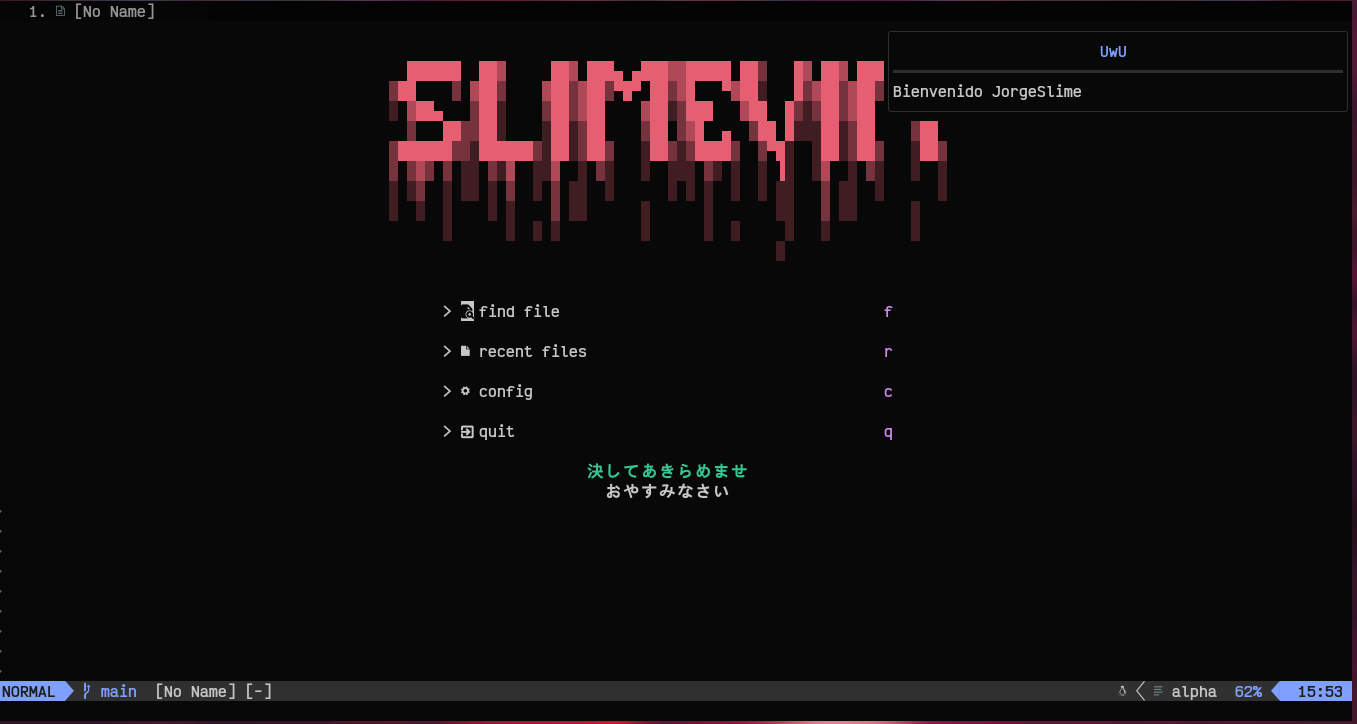 1. [No Name]
UwU
Bienvenido JorgeSlime
> find file f
> recent files r
> config c
> quit q
決してあきらめませ
おやすみなさい
NORMAL main [No Name] [-] alpha 62% 15:53